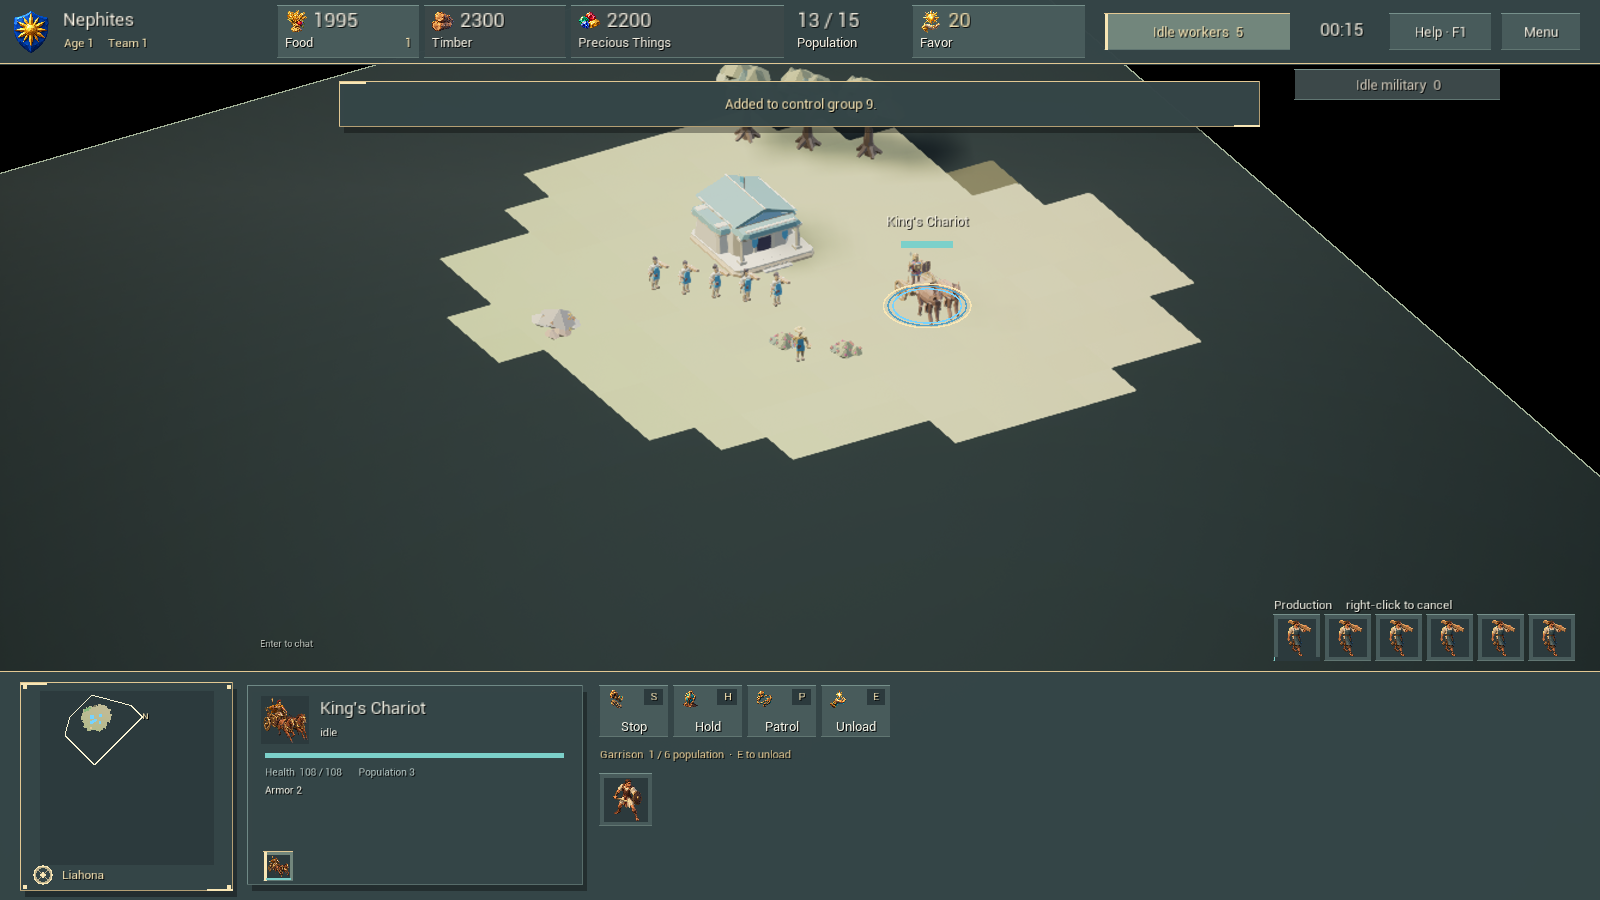 Nephites
Age 1 Team 1
1995
Food 1
2300
Timber
2200
Precious Things
13 / 15
Population
20
Favor
Idle workers 5
00:15
Help · F1
Menu
Idle military 0
Added to control group 9.
King's Chariot
Production right-click to cancel
Enter to chat
N
Liahona
King's Chariot
idle
Health 108 / 108 Population 3
Armor 2
S
Stop
H
Hold
P
Patrol
E
Unload
Garrison 1 / 6 population · E to unload